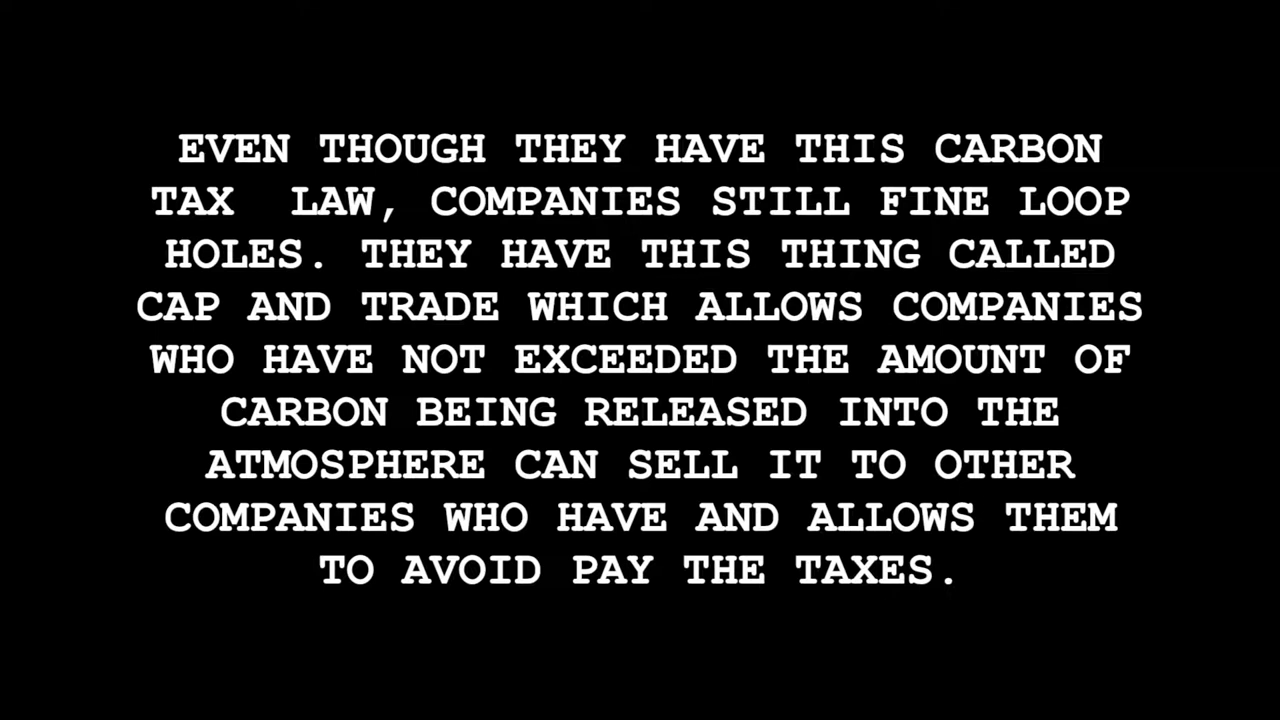 EVEN THOUGH THEY HAVE THIS CARBON
TAX  LAW, COMPANIES STILL FINE LOOP
HOLES. THEY HAVE THIS THING CALLED
CAP AND TRADE WHICH ALLOWS COMPANIES
WHO HAVE NOT EXCEEDED THE AMOUNT OF
CARBON BEING RELEASED INTO THE
ATMOSPHERE CAN SELL IT TO OTHER
COMPANIES WHO HAVE AND ALLOWS THEM
TO AVOID PAY THE TAXES.